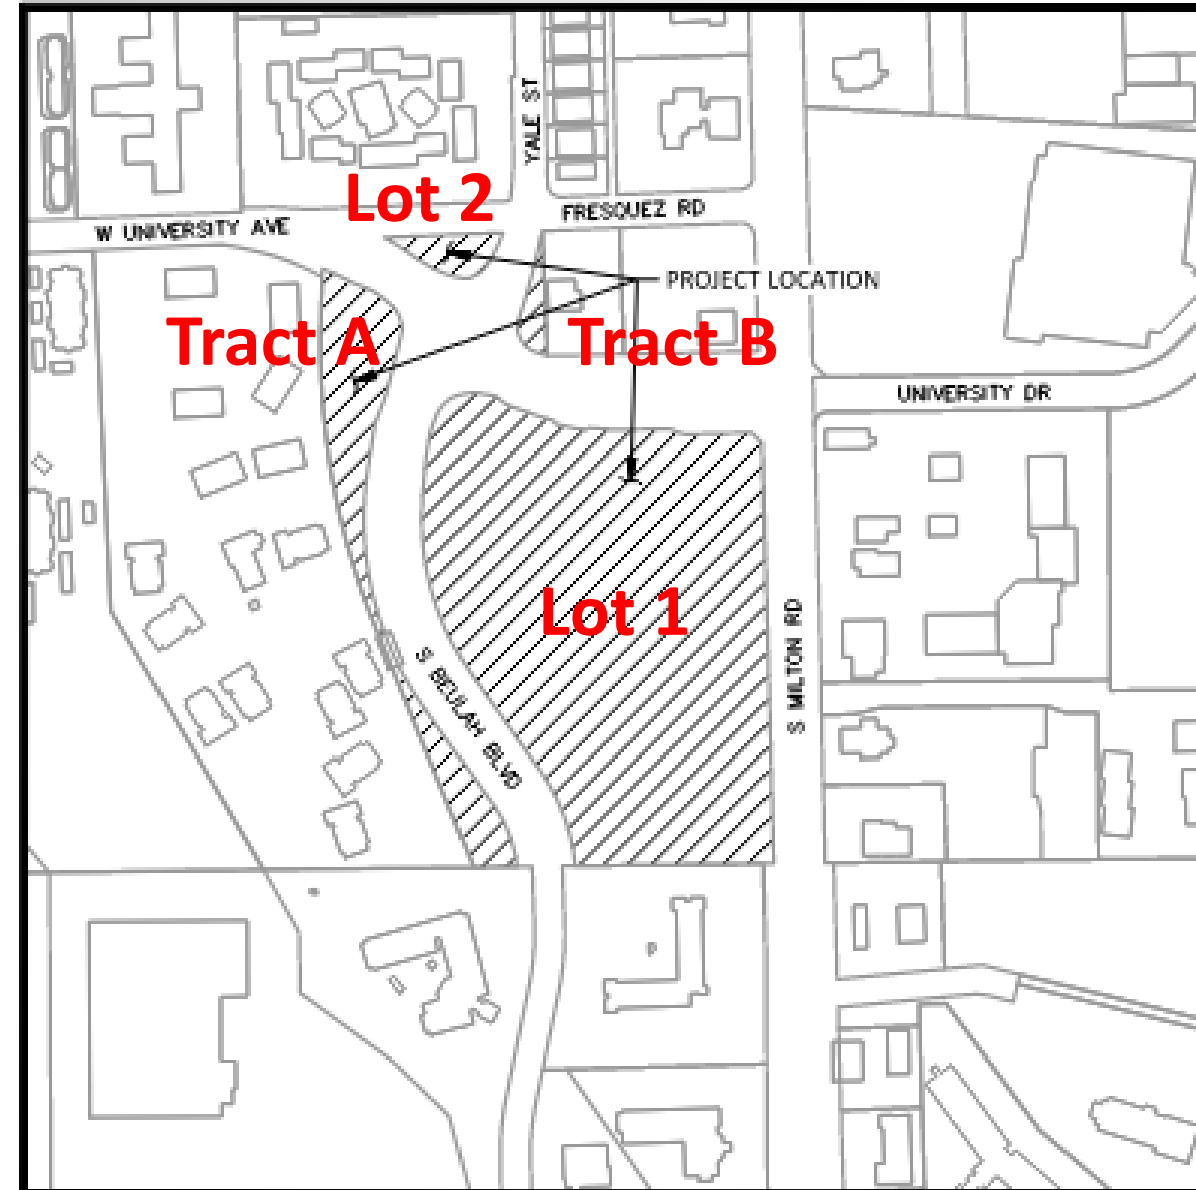 YALE ST
Lot 2
FRESQUEZ RD
W UNIVERSITY AVE
PROJECT LOCATION
Tract A
Tract B
UNIVERSITY DR
Lot 1
S MILTON RD
S BEULAH BLVD